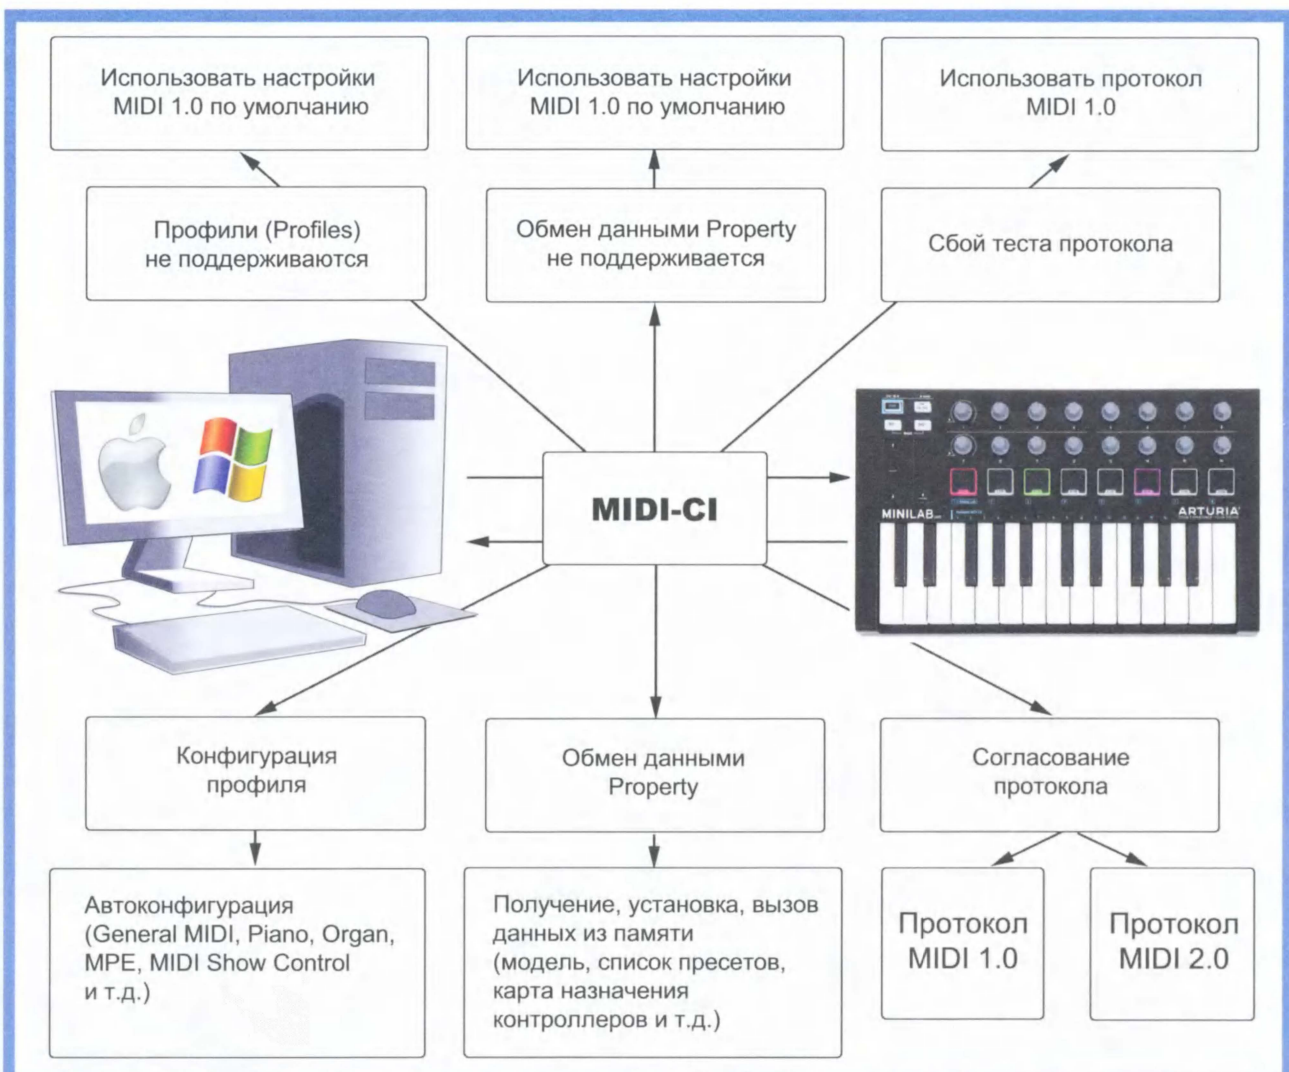 Использовать настройки
MIDI 1.0 по умолчанию
Использовать настройки
MIDI 1.0 по умолчанию
Использовать протокол
MIDI 1.0
Профили (Profiles)
не поддерживаются
Обмен данными Property
не поддерживается
Сбой теста протокола
MIDI-CI
MINILAB
ARTURIA
Конфигурация
профиля
Обмен данными
Property
Согласование
протокола
Автоконфигурация
(General MIDI, Piano, Organ,
MPE, MIDI Show Control
и т.д.)
Получение, установка, вызов
данных из памяти
(модель, список пресетов,
карта назначения
контроллеров и т.д.)
Протокол
MIDI 1.0
Протокол
MIDI 2.0